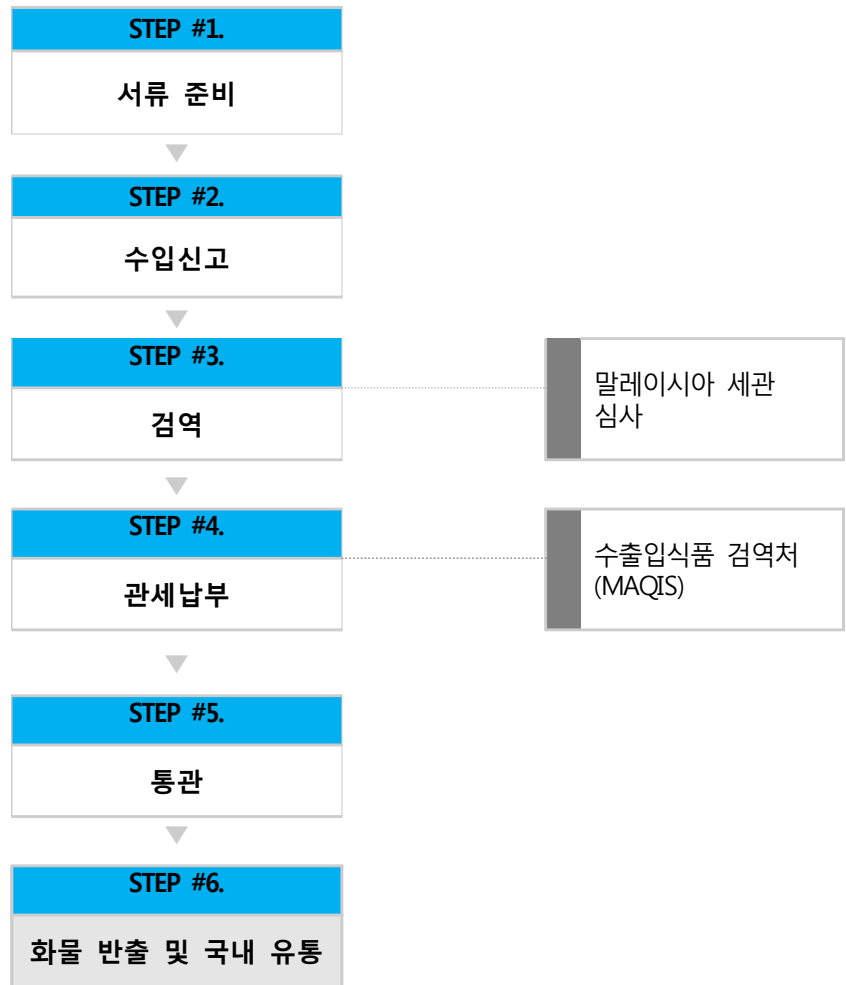 STEP #1.
서류 준비
STEP #2.
수입신고
STEP #3.
검역
말레이시아 세관
심사
STEP #4.
관세납부
수출입식품 검역처
(MAQIS)
STEP #5.
통관
STEP #6.
화물 반출 및 국내 유통